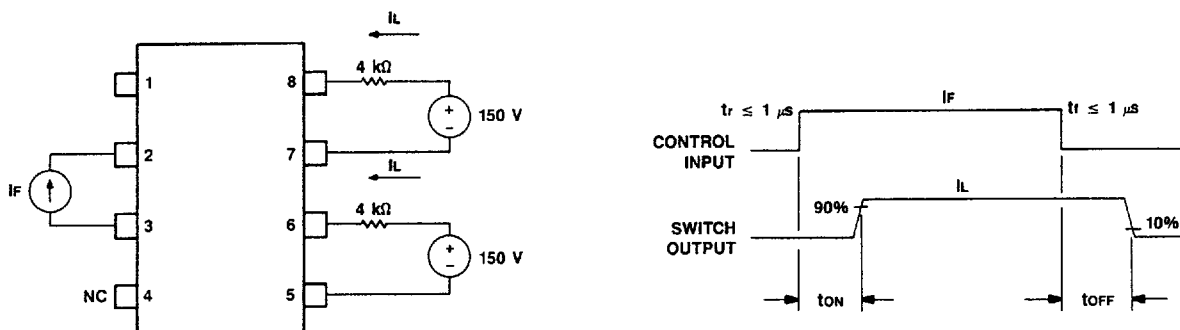 IL
4 kΩ
1
8
150 V
2
7
IL
IF
4 kΩ
3
6
150 V
NC
4
5
tr ≤ 1 μs
IF
tf ≤ 1 μs
CONTROL
INPUT
IL
90%
SWITCH
OUTPUT
10%
tON
tOFF